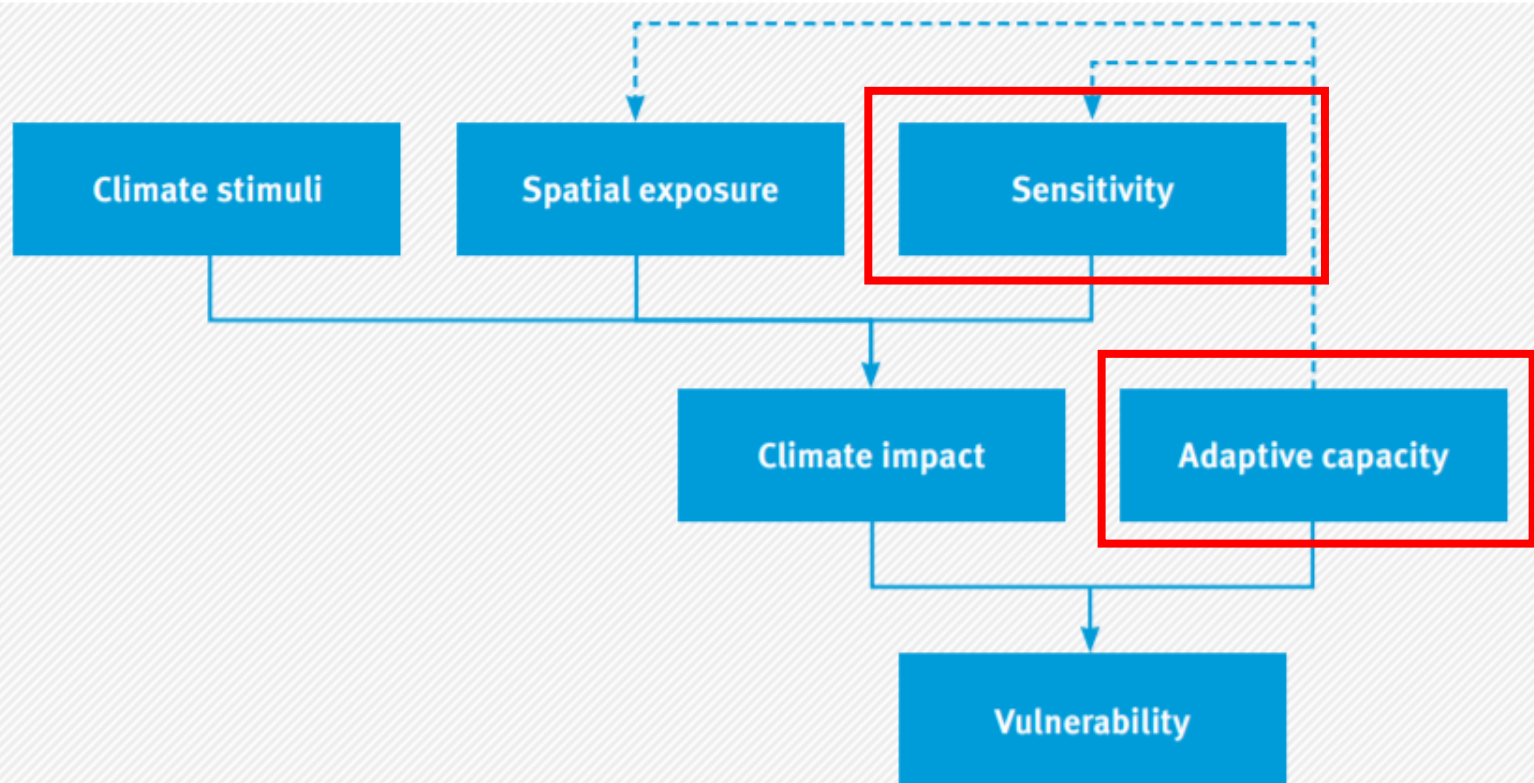 Climate stimuli
Spatial exposure
Sensitivity
Climate impact
Adaptive capacity
Vulnerability